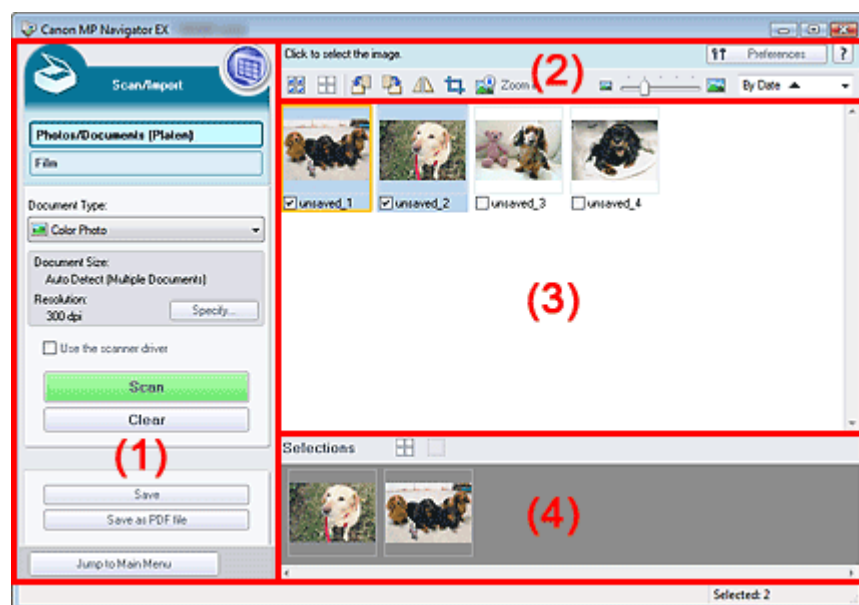 Canon MP Navigator EX
Scan/Import
Photos/Documents (Platen)
Film
Document Type:
Color Photo
Document Size:
Auto Detect (Multiple Documents)
Resolution:
300 dpi
Specify...
Use the scanner driver
Scan
Clear
(1)
Save
Save as PDF file
Jump to Main Menu
Click to select the image.
Preferences
?
Zoom
(2)
By Date
unsaved_1
unsaved_2
unsaved_3
unsaved_4
(3)
Selections
(4)
Selected: 2